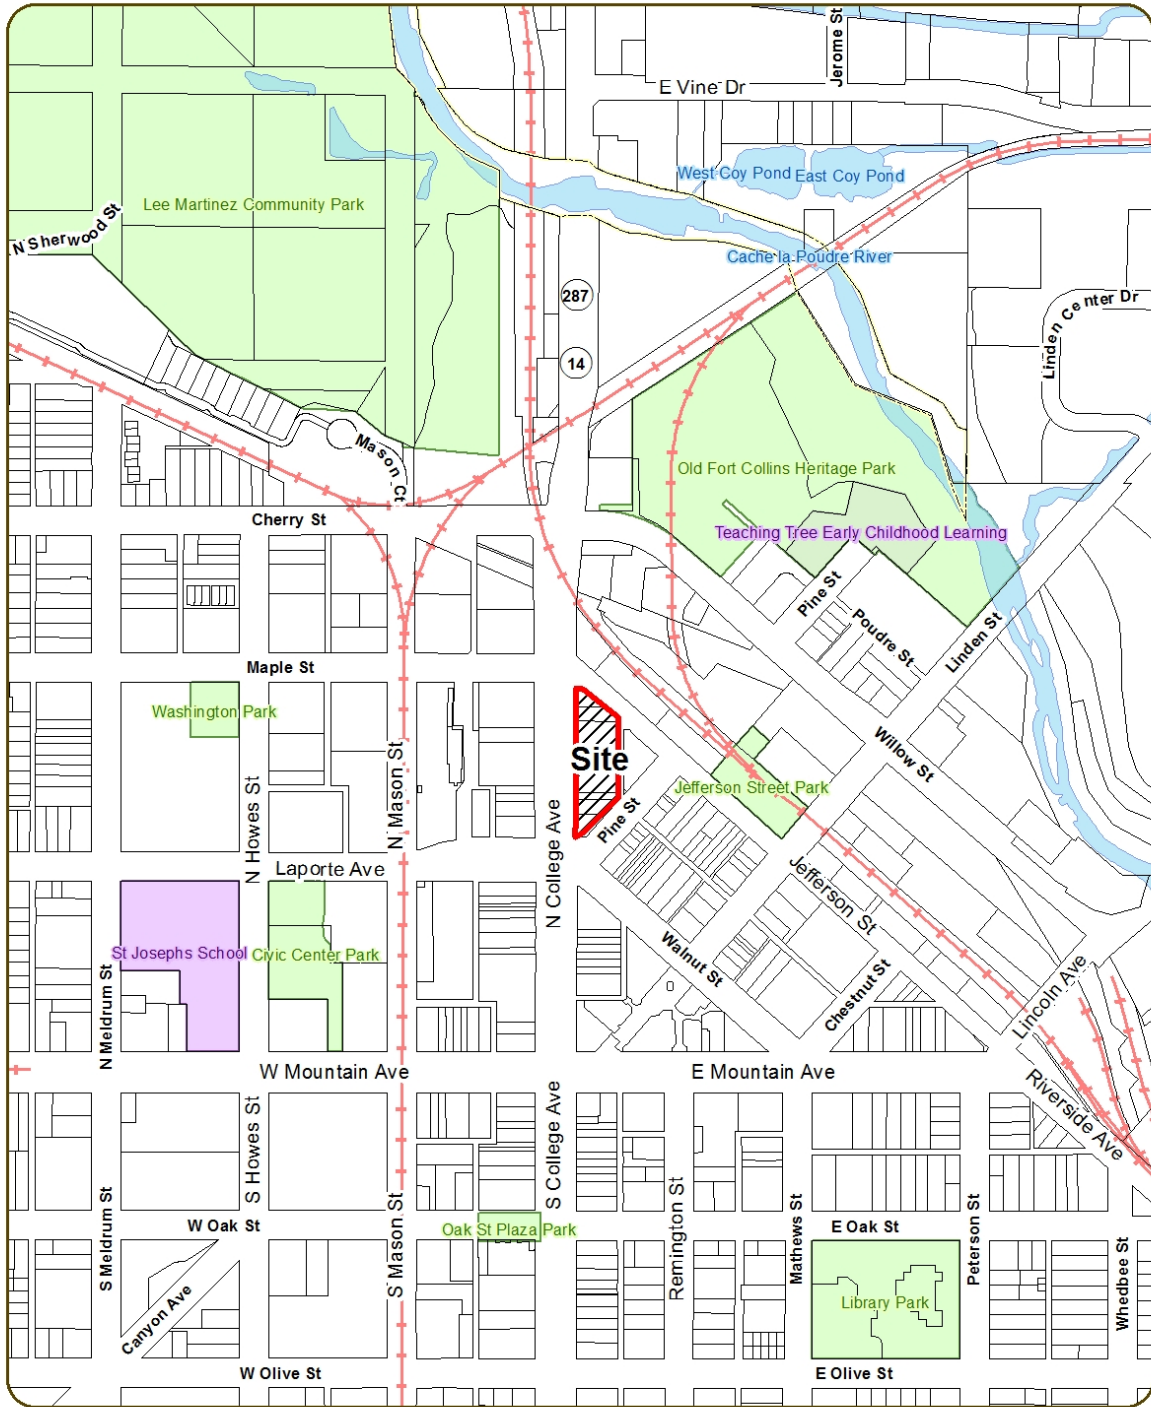 Jerome St
E Vine Dr
West Coy Pond
East Coy Pond
Lee Martinez Community Park
N Sherwood St
Cache la Poudre River
287
Linden Center Dr
14
Mason Ct
Old Fort Collins Heritage Park
Cherry St
Teaching Tree Early Childhood Learning
Pine St
Poudre St
Linden St
Maple St
Washington Park
Willow St
N Mason St
Site
Jefferson Street Park
N Howes St
N College Ave
Pine St
Laporte Ave
Jefferson St
St Josephs School
Civic Center Park
Walnut St
Chestnut St
N Meldrum St
Lincoln Ave
W Mountain Ave
E Mountain Ave
Riverside Ave
S Howes St
S College Ave
S Meldrum St
W Oak St
S Mason St
Oak St Plaza Park
Remington St
Mathews St
E Oak St
Peterson St
Whedbee St
Canyon Ave
Library Park
W Olive St
E Olive St